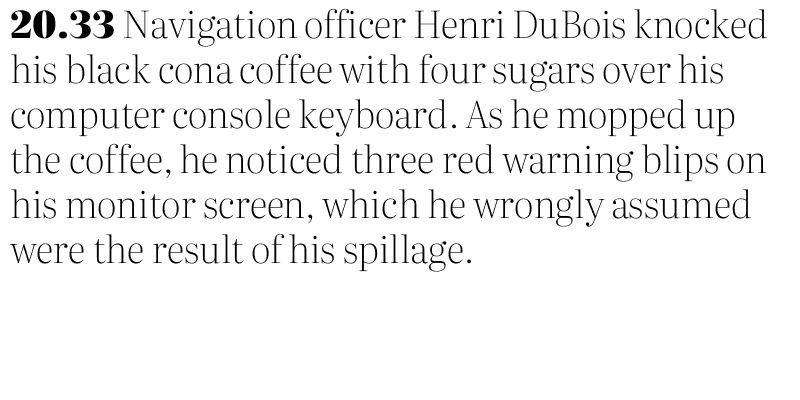 20.33 Navigation officer Henri DuBois knocked
his black cona coffee with four sugars over his
computer console keyboard. As he mopped up
the coffee, he noticed three red warning blips on
his monitor screen, which he wrongly assumed
were the result of his spillage.